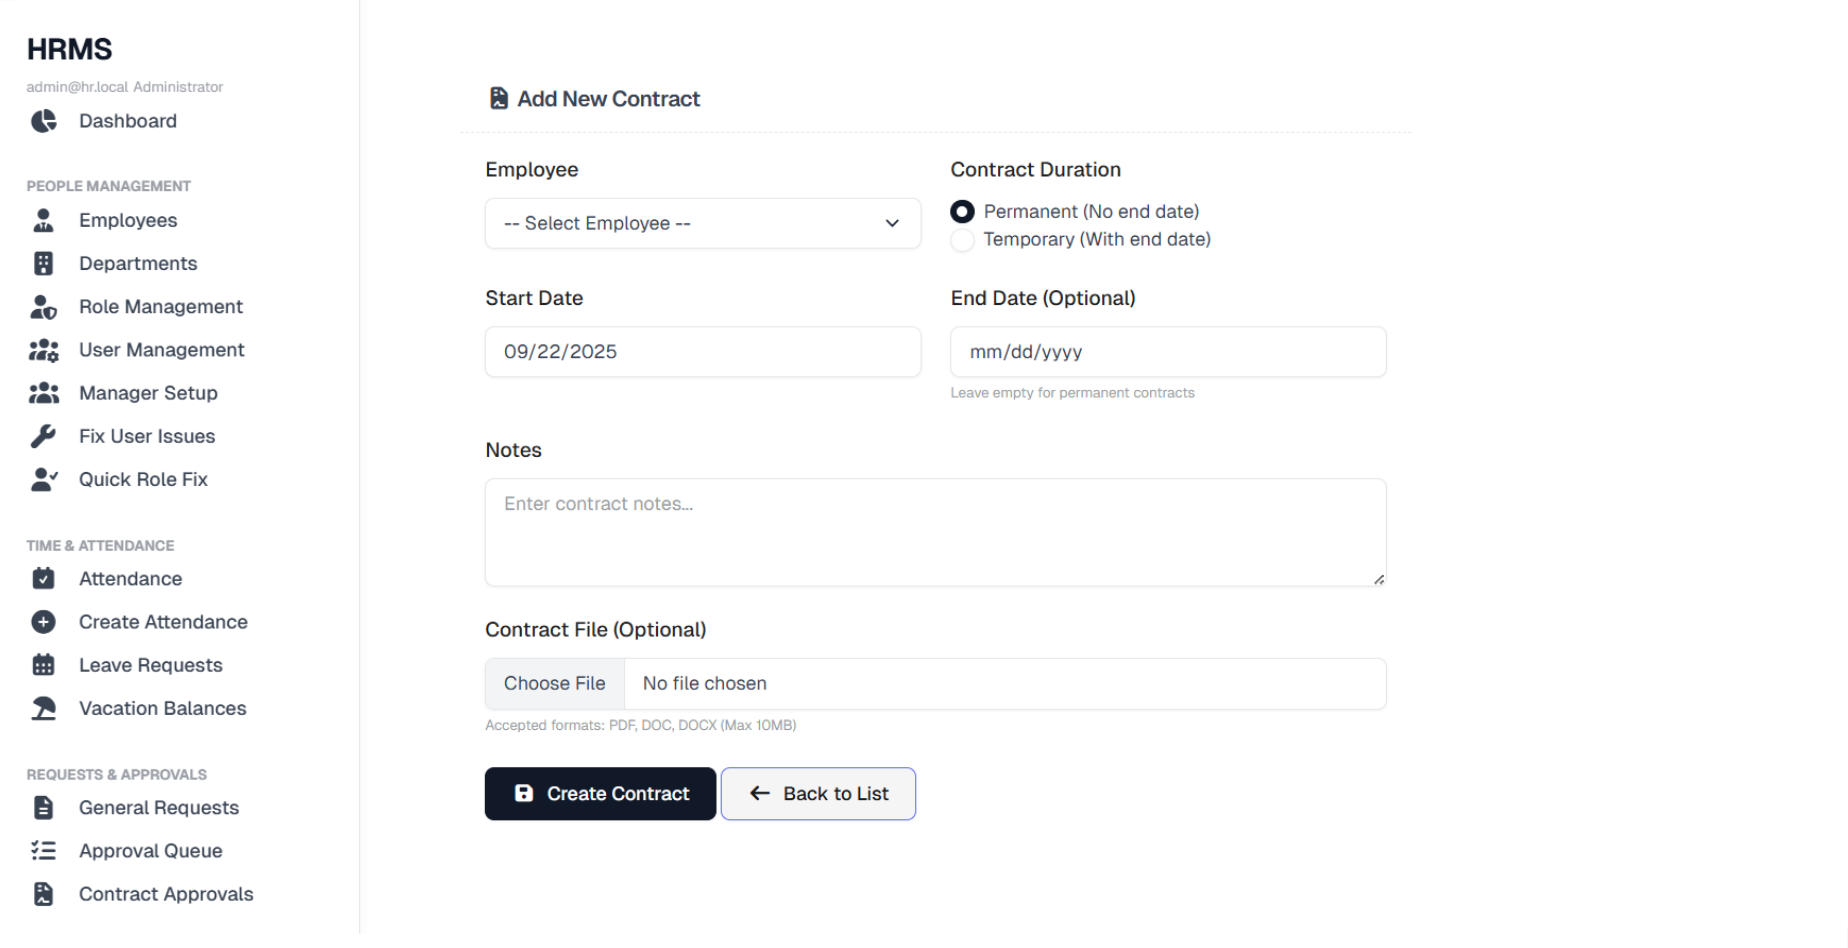 HRMS
admin@hr.local Administrator
Dashboard
PEOPLE MANAGEMENT
Employees
Departments
Role Management
User Management
Manager Setup
Fix User Issues
Quick Role Fix
TIME & ATTENDANCE
Attendance
Create Attendance
Leave Requests
Vacation Balances
REQUESTS & APPROVALS
General Requests
Approval Queue
Contract Approvals
Add New Contract
Employee
-- Select Employee --
Contract Duration
Permanent (No end date)
Temporary (With end date)
Start Date
09/22/2025
End Date (Optional)
mm/dd/yyyy
Leave empty for permanent contracts
Notes
Enter contract notes...
Contract File (Optional)
Choose File No file chosen
Accepted formats: PDF, DOC, DOCX (Max 10MB)
Create Contract Back to List